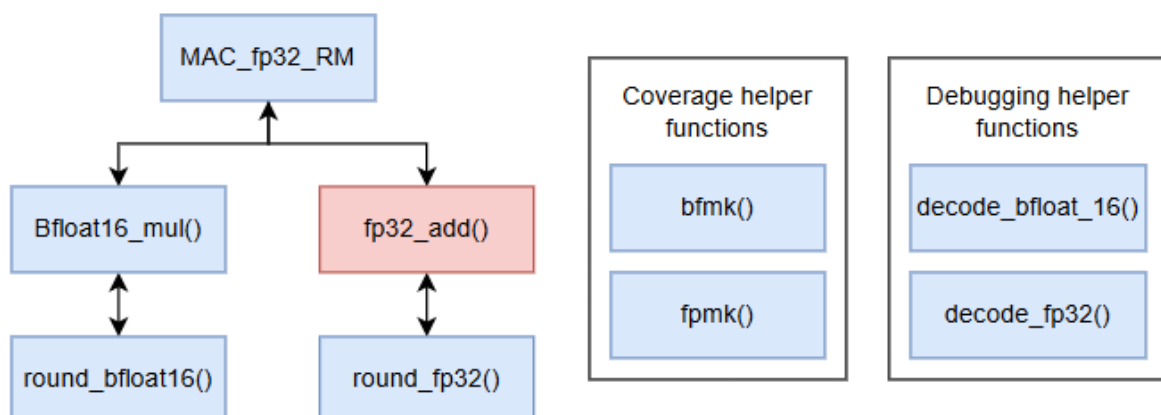 MAC_fp32_RM
Coverage helper
functions
Debugging helper
functions
Bfloat16_mul()
fp32_add()
bfmk()
decode_bfloat_16()
round_bfloat16()
round_fp32()
fpmk()
decode_fp32()